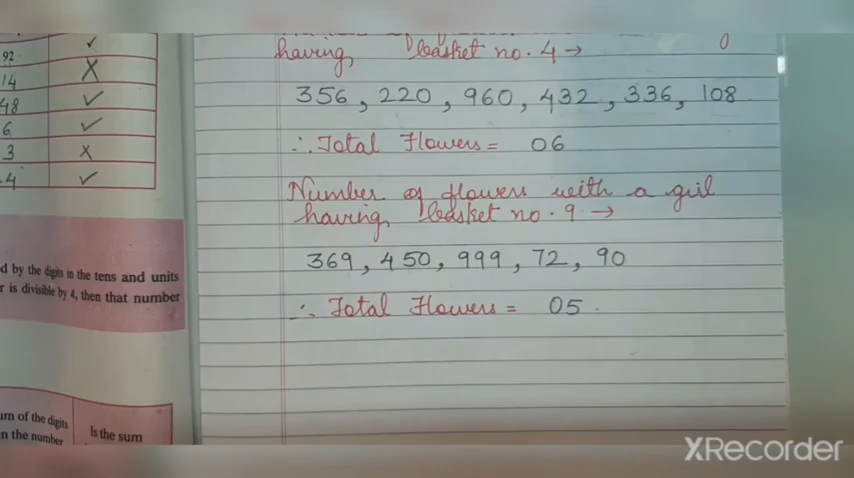 92
14
48
6
3
4
d by the digits in the tens and units
r is divisible by 4, then that number
um of the digits
n the number
Is the sum
having basket no. 4 →
356, 220, 960, 432, 336, 108
∴ Total Flowers = 06
Number of flowers with a girl
having basket no. 9 →
369, 450, 999, 72, 90
∴ Total Flowers = 05.
XRecorder